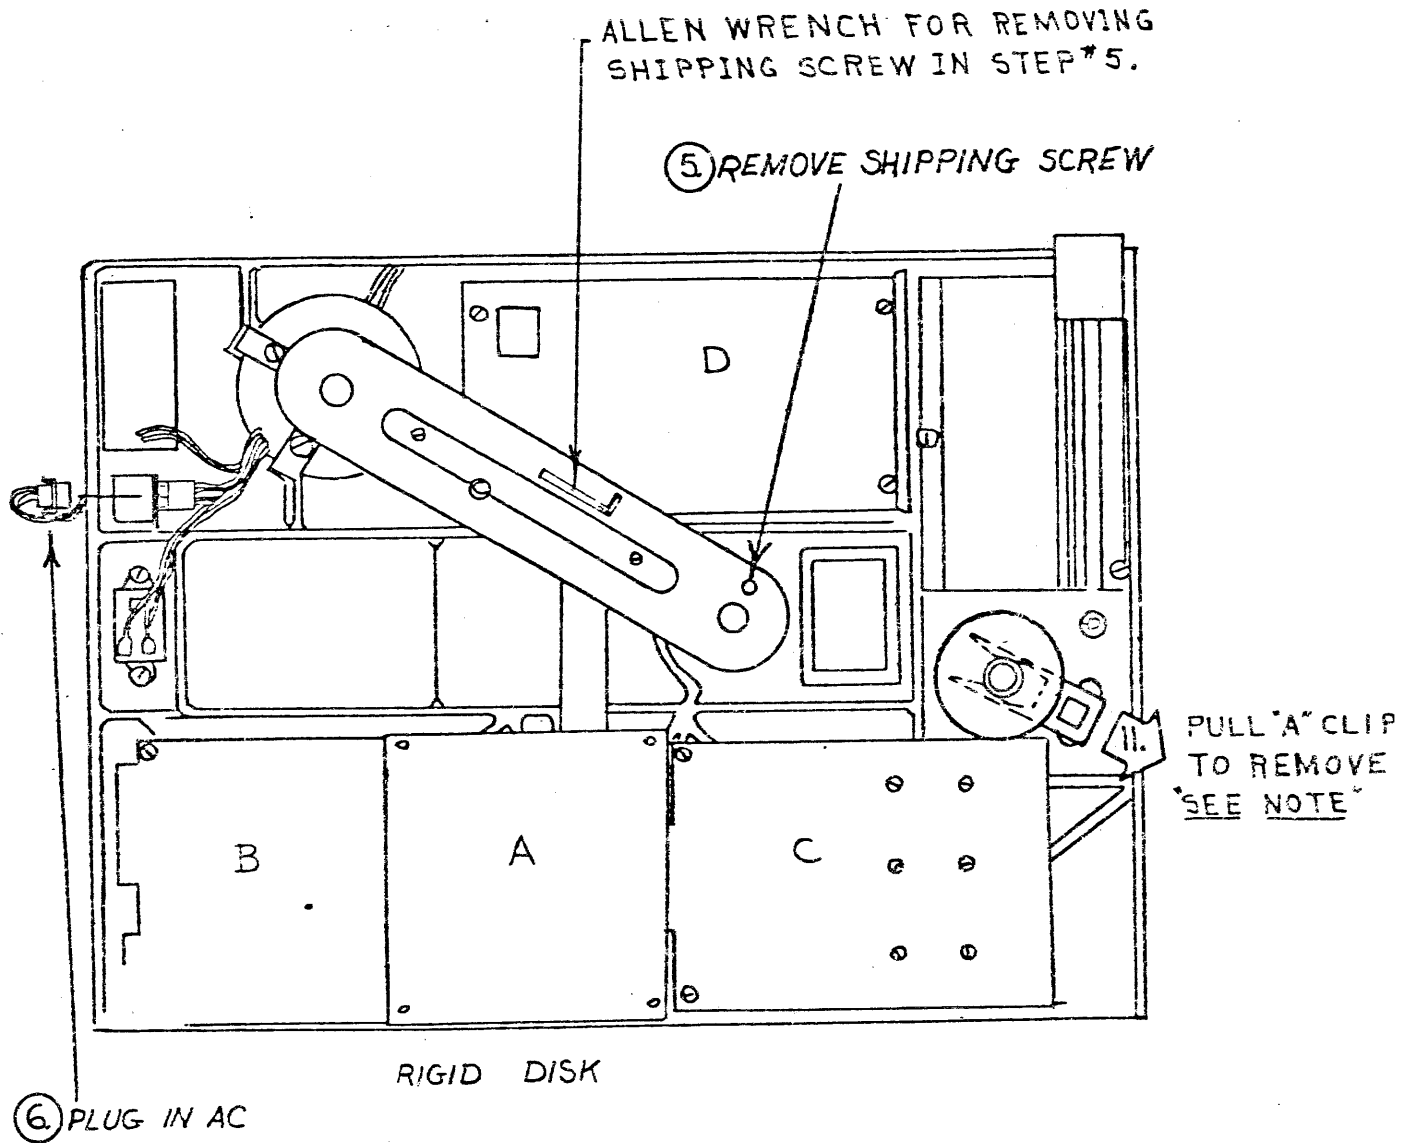 ALLEN WRENCH FOR REMOVING
SHIPPING SCREW IN STEP #5.
5 REMOVE SHIPPING SCREW
D
11.
PULL "A" CLIP
TO REMOVE
"SEE NOTE"
B
A
C
RIGID DISK
6 PLUG IN AC